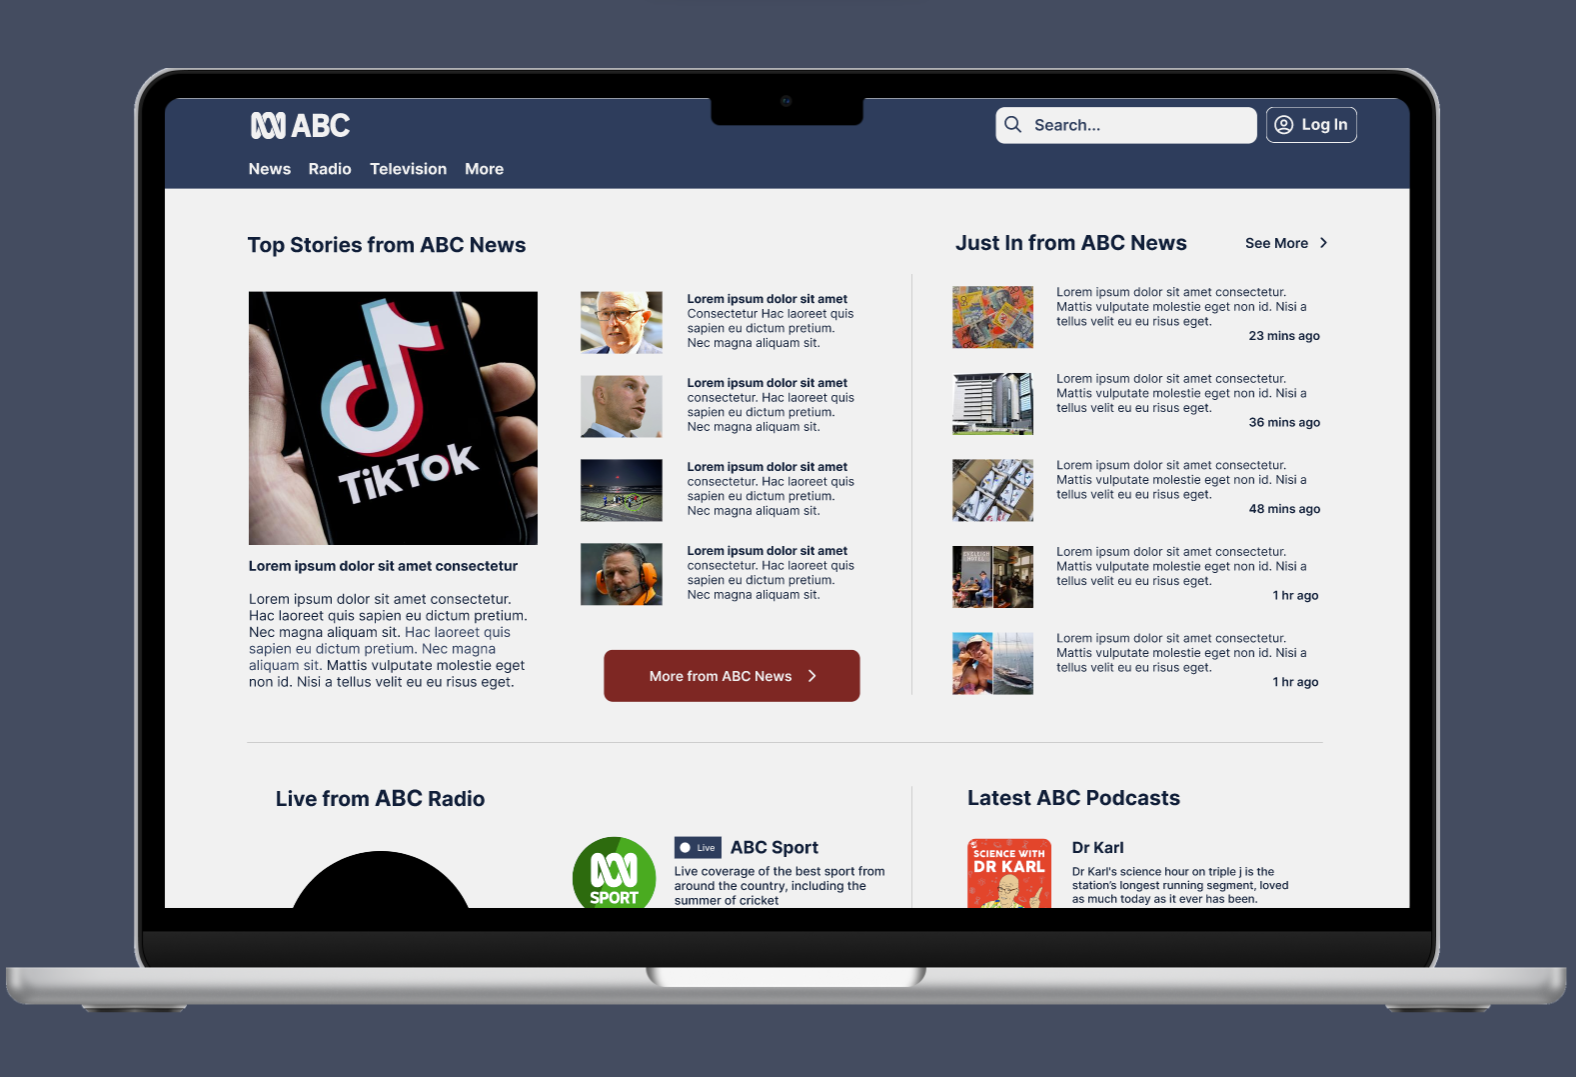 ABC
Search...
Log In
News Radio Television More
Top Stories from ABC News
TikTok
Lorem ipsum dolor sit amet consectetur
Lorem ipsum dolor sit amet consectetur.
Hac laoreet quis sapien eu dictum pretium.
Nec magna aliquam sit. Hac laoreet quis
sapien eu dictum pretium. Nec magna
aliquam sit. Mattis vulputate molestie eget
non id. Nisi a tellus velit eu eu risus eget.
Lorem ipsum dolor sit amet
Consectetur Hac laoreet quis
sapien eu dictum pretium.
Nec magna aliquam sit.
Lorem ipsum dolor sit amet
consectetur. Hac laoreet quis
sapien eu dictum pretium.
Nec magna aliquam sit.
Lorem ipsum dolor sit amet
consectetur. Hac laoreet quis
sapien eu dictum pretium.
Nec magna aliquam sit.
Lorem ipsum dolor sit amet
consectetur. Hac laoreet quis
sapien eu dictum pretium.
Nec magna aliquam sit.
More from ABC News
Just In from ABC News
See More
Lorem ipsum dolor sit amet consectetur.
Mattis vulputate molestie eget non id. Nisi a
tellus velit eu eu risus eget.
23 mins ago
Lorem ipsum dolor sit amet consectetur.
Mattis vulputate molestie eget non id. Nisi a
tellus velit eu eu risus eget.
36 mins ago
Lorem ipsum dolor sit amet consectetur.
Mattis vulputate molestie eget non id. Nisi a
tellus velit eu eu risus eget.
48 mins ago
Lorem ipsum dolor sit amet consectetur.
Mattis vulputate molestie eget non id. Nisi a
tellus velit eu eu risus eget.
1 hr ago
Lorem ipsum dolor sit amet consectetur.
Mattis vulputate molestie eget non id. Nisi a
tellus velit eu eu risus eget.
1 hr ago
Live from ABC Radio
SPORT
Live
ABC Sport
Live coverage of the best sport from
around the country, including the
summer of cricket
Latest ABC Podcasts
SCIENCE WITH
DR KARL
Dr Karl
Dr Karl's science hour on triple j is the
station's longest running segment, loved
as much today as it ever has been.